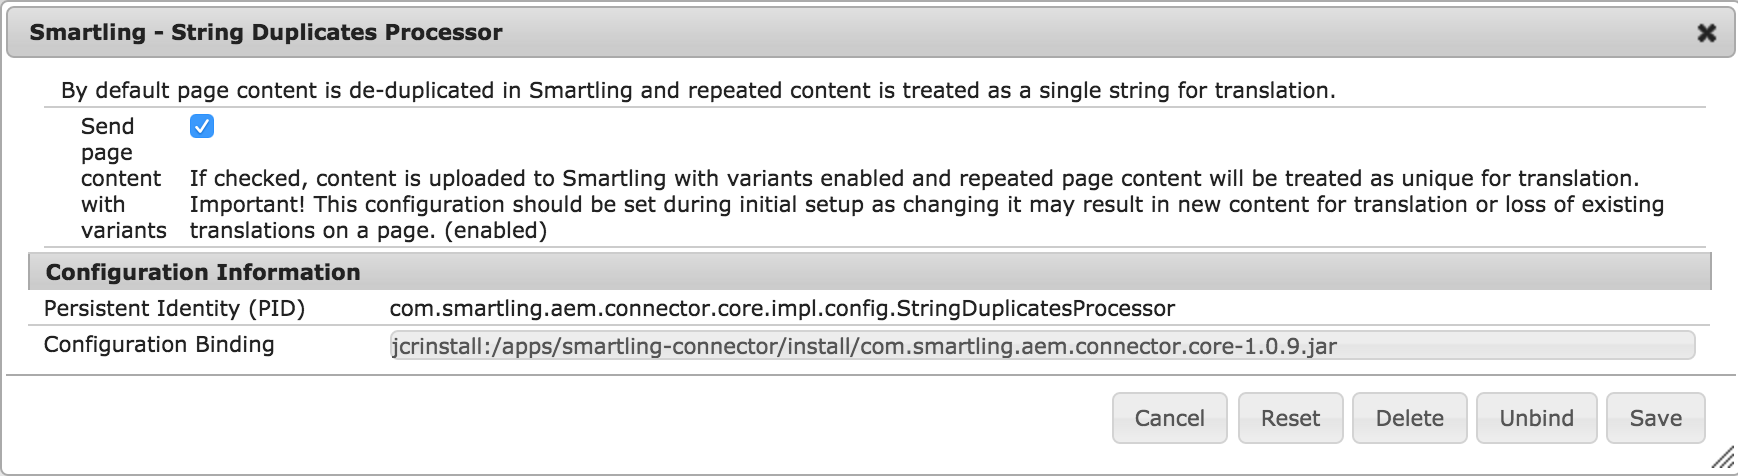 Smartling - String Duplicates Processor
By default page content is de-duplicated in Smartling and repeated content is treated as a single string for translation.
Send
page
content
with
variants
If checked, content is uploaded to Smartling with variants enabled and repeated page content will be treated as unique for translation.
Important! This configuration should be set during initial setup as changing it may result in new content for translation or loss of existing
translations on a page. (enabled)
Configuration Information
Persistent Identity (PID) com.smartling.aem.connector.core.impl.config.StringDuplicatesProcessor
Configuration Binding jcrinstall:/apps/smartling-connector/install/com.smartling.aem.connector.core-1.0.9.jar
Cancel Reset Delete Unbind Save